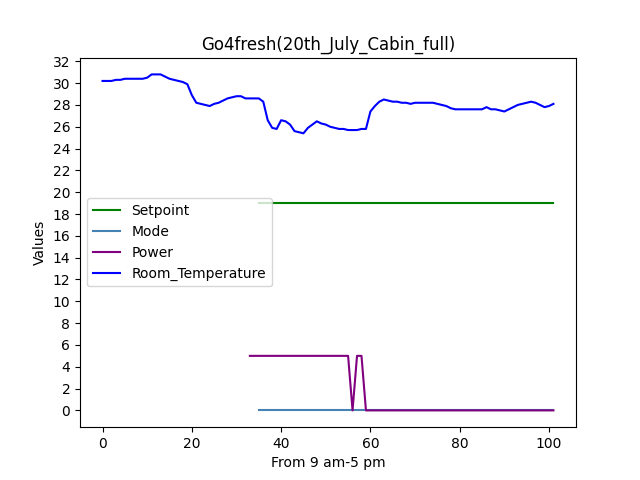 Go4fresh(20th_July_Cabin_full)
32
30
28
26
24
22
20
18
16
14
12
10
8
6
4
2
0
Values
Setpoint
Mode
Power
Room_Temperature
0 20 40 60 80 100
From 9 am-5 pm